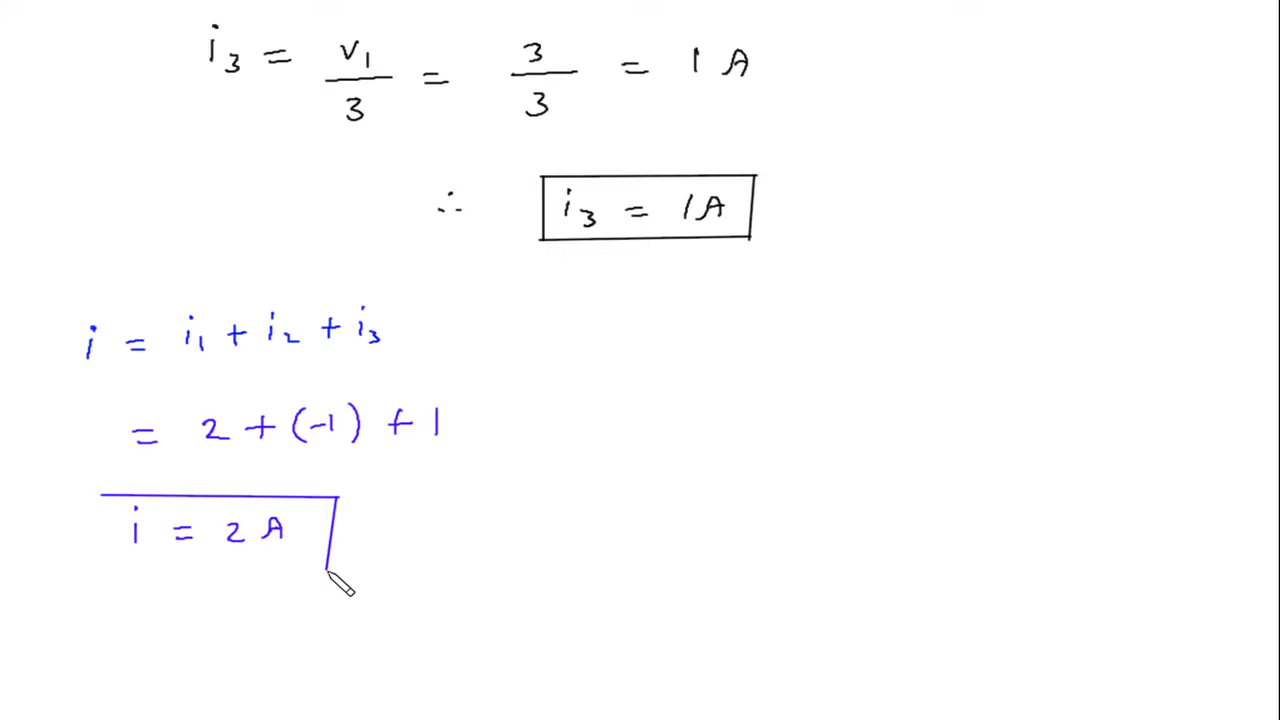 i₃ = v₁/3 = 3/3 = 1 A
∴ i₃ = 1A
i = i₁ + i₂ + i₃
= 2 + (-1) + 1
i = 2 A